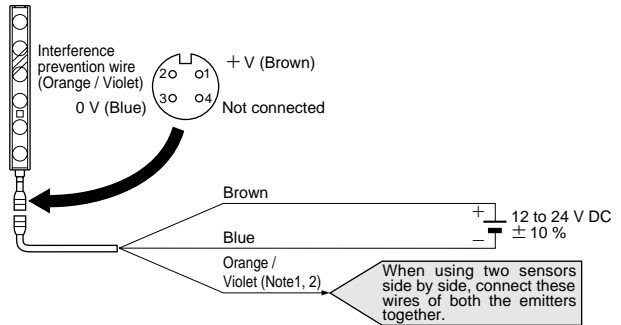 Interference
prevention wire
(Orange / Violet)
2 1
3 4
+ V (Brown)
0 V (Blue)
Not connected
Brown
+
12 to 24 V DC
± 10 %
Blue
−
Orange /
Violet (Note1, 2)
When using two sensors
side by side, connect these
wires of both the emitters
together.